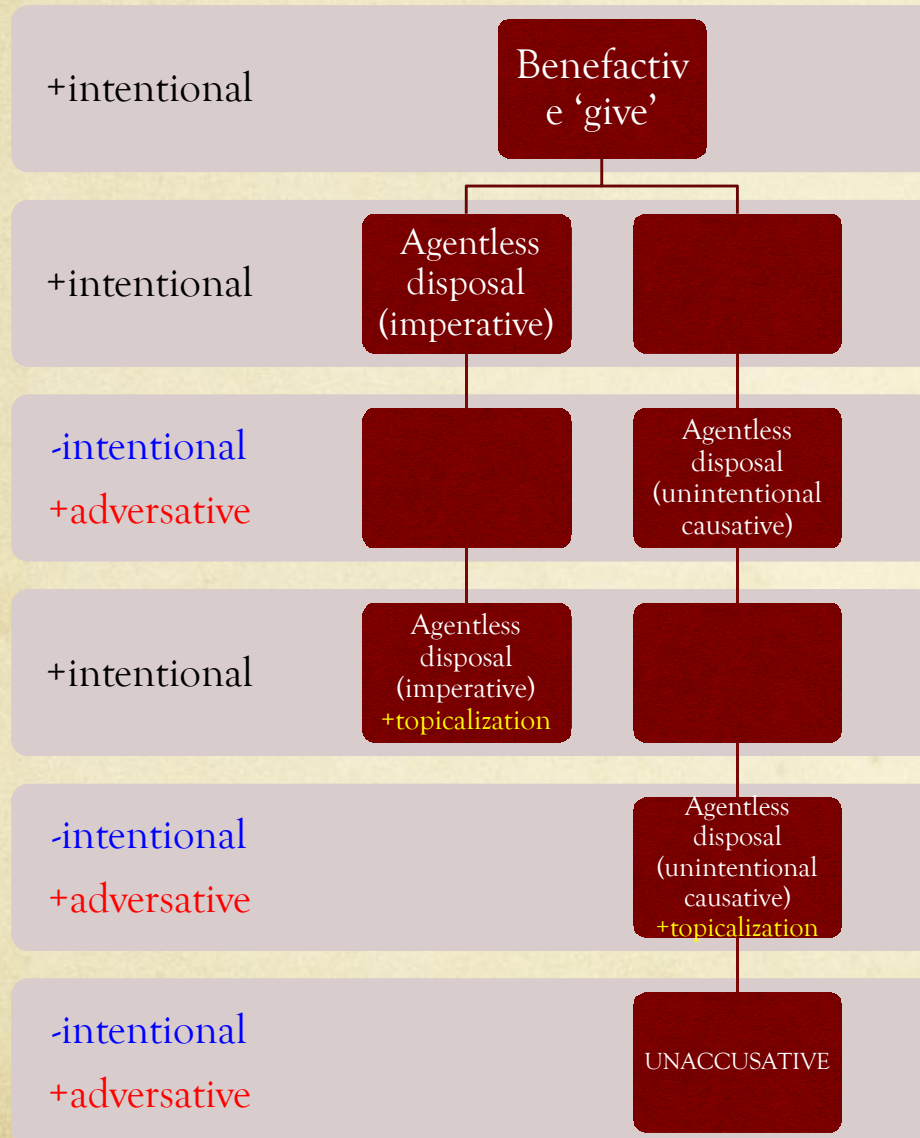 +intentional
Benefactiv
e ‘give’
+intentional
Agentless
disposal
(imperative)
-intentional
+adversative
Agentless
disposal
(unintentional
causative)
+intentional
Agentless
disposal
(imperative)
+topicalization
-intentional
+adversative
Agentless
disposal
(unintentional
causative)
+topicalization
-intentional
+adversative
UNACCUSATIVE